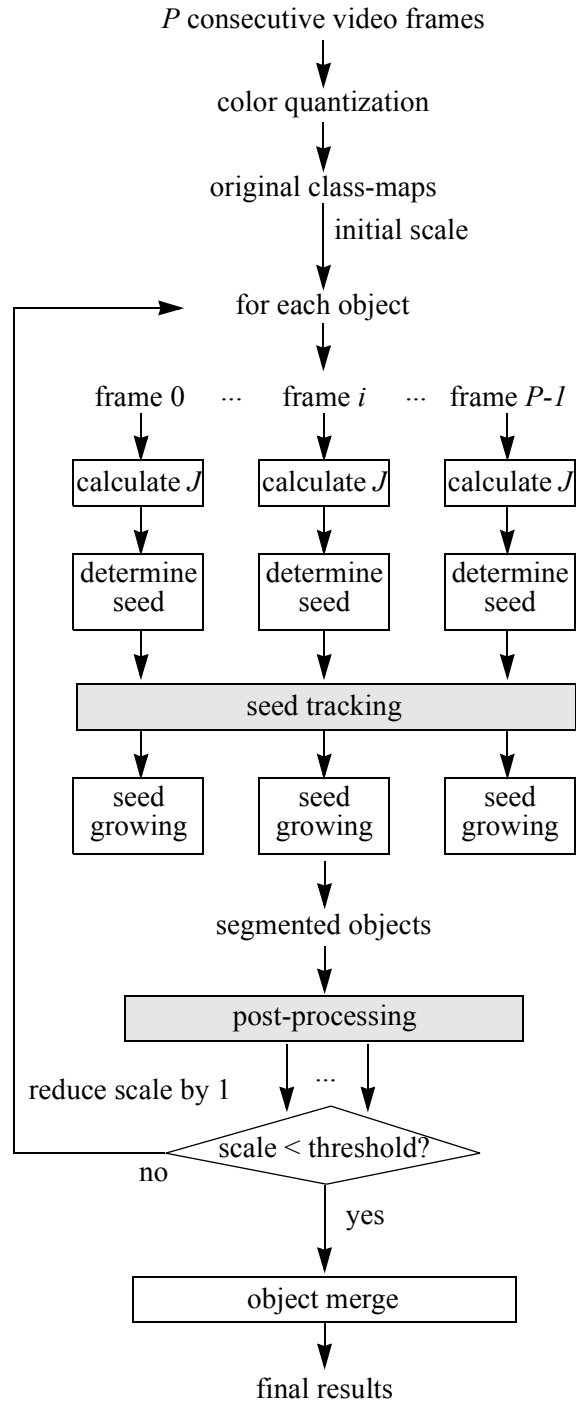 P consecutive video frames
color quantization
original class-maps
initial scale
for each object
frame 0 ... frame i ... frame P-1
calculate J calculate J calculate J
determine determine determine
seed seed seed
seed tracking
seed seed seed
growing growing growing
segmented objects
post-processing
...
reduce scale by 1
scale < threshold?
no
yes
object merge
final results